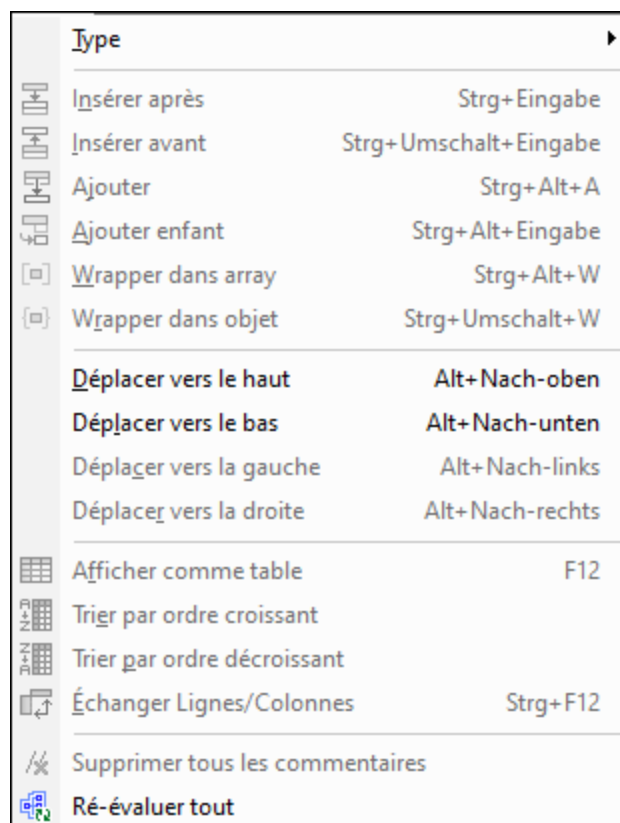 Type
Insérer après Strg+Eingabe
Insérer avant Strg+Umschalt+Eingabe
Ajouter Strg+Alt+A
Ajouter enfant Strg+Alt+Eingabe
Wrapper dans array Strg+Alt+W
Wrapper dans objet Strg+Umschalt+W
Déplacer vers le haut Alt+Nach-oben
Déplacer vers le bas Alt+Nach-unten
Déplacer vers la gauche Alt+Nach-links
Déplacer vers la droite Alt+Nach-rechts
Afficher comme table F12
Trier par ordre croissant
Trier par ordre décroissant
Échanger Lignes/Colonnes Strg+F12
Supprimer tous les commentaires
Ré-évaluer tout